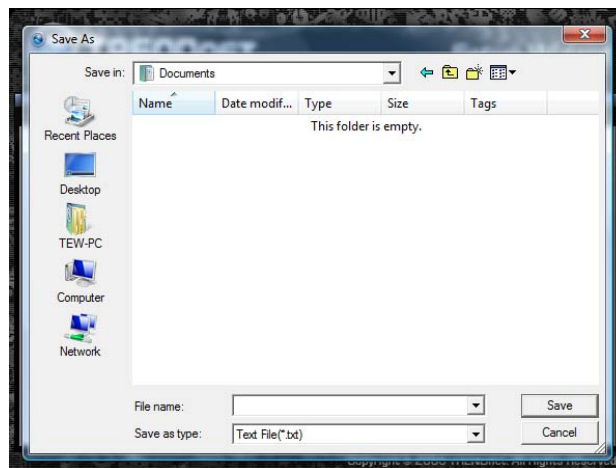 Save As
Save in: Documents
Name Date modif... Type Size Tags
This folder is empty.
Recent Places
Desktop
TEW-PC
Computer
Network
File name: Save
Save as type: Text File(*.txt) Cancel